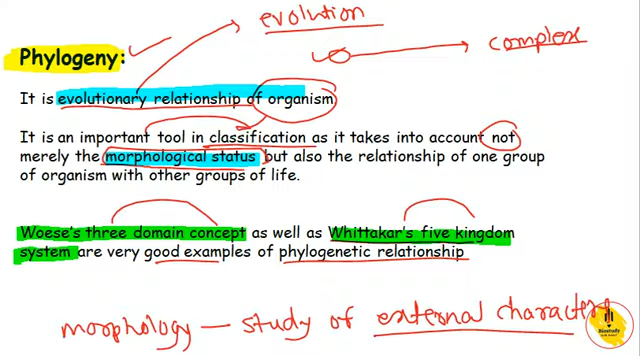 evolution
complex
Phylogeny:
It is evolutionary relationship of organism
It is an important tool in classification as it takes into account not
merely the morphological status but also the relationship of one group
of organism with other groups of life.
Woese's three domain concept as well as Whittakar's five kingdom
system are very good examples of phylogenetic relationship
morphology – study of external characters